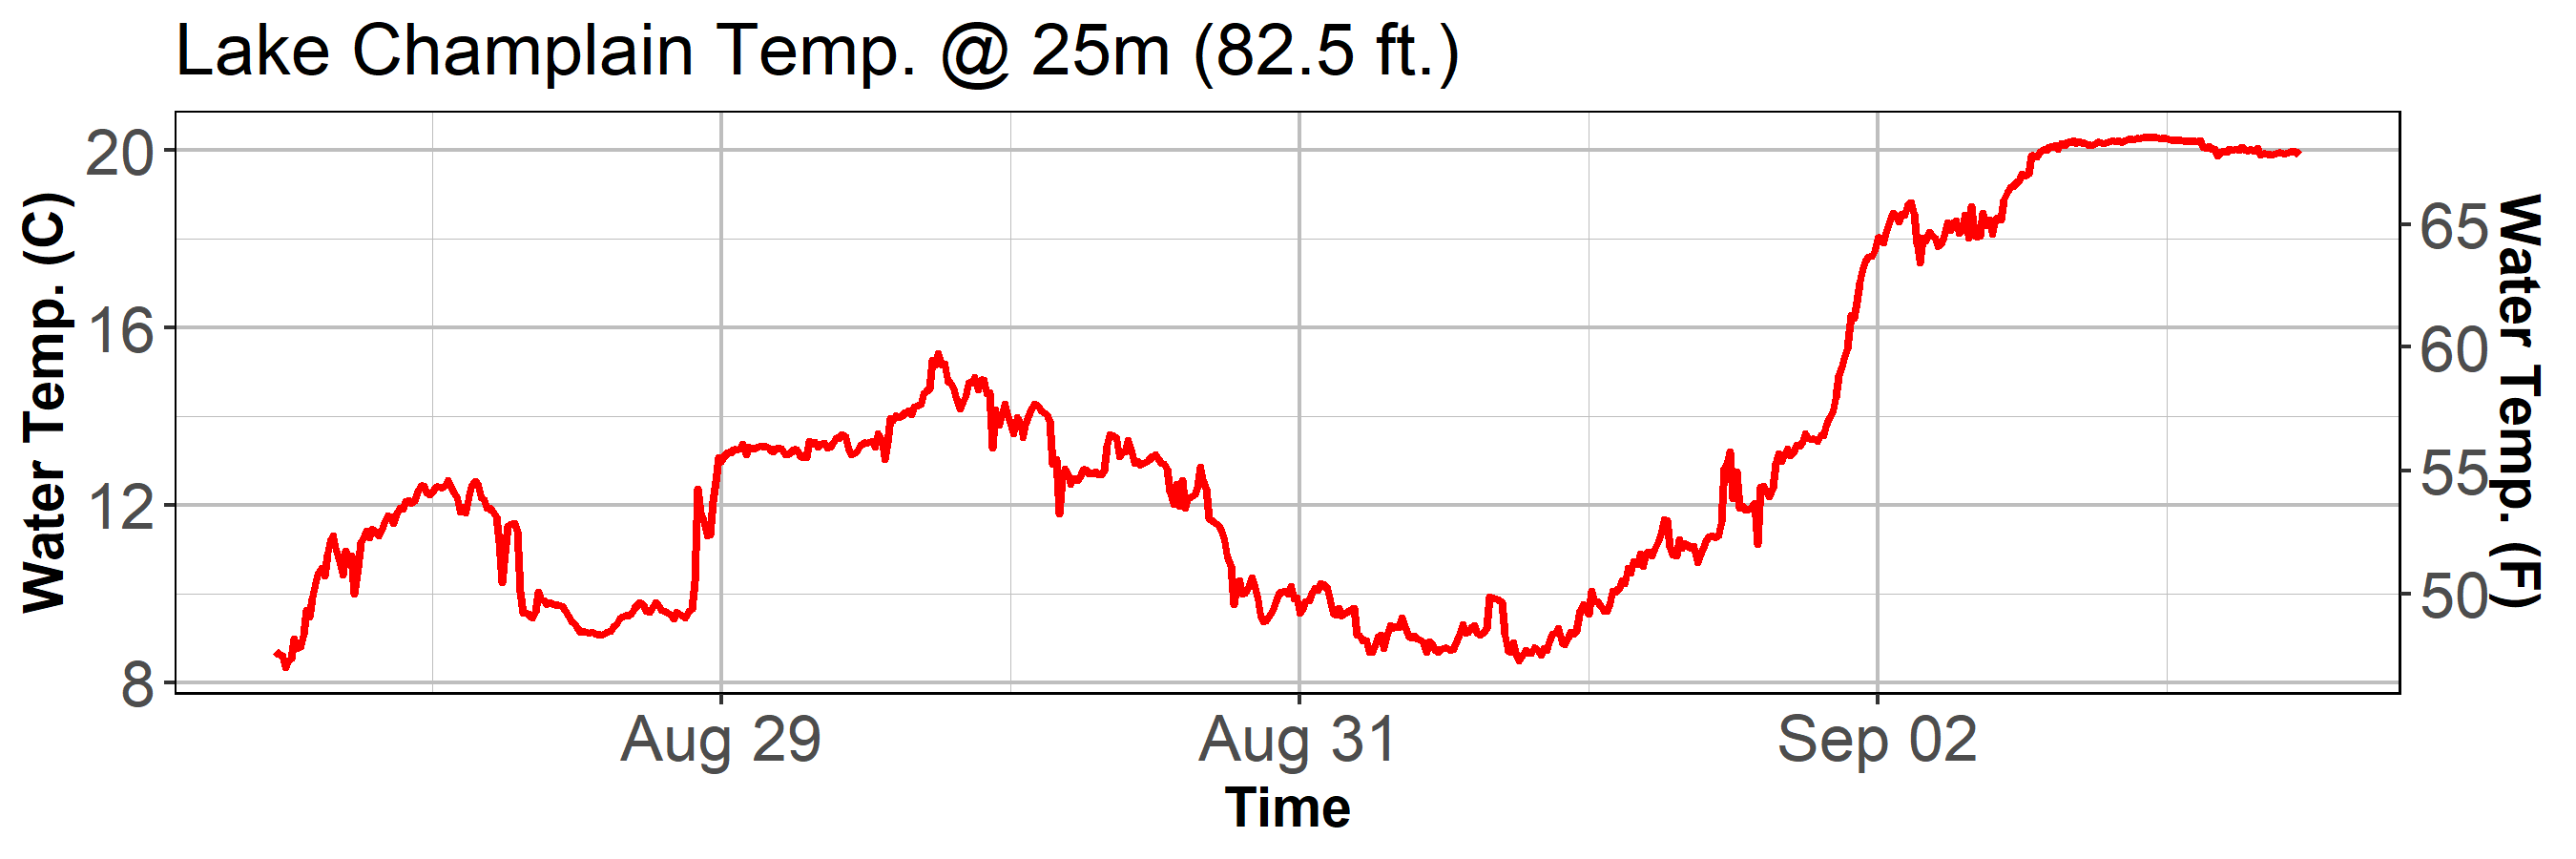 Lake Champlain Temp. @ 25m (82.5 ft.)
Water Temp. (C)
20
16
12
8
65
60
55
50
Water Temp. (F)
Aug 29
Aug 31
Sep 02
Time